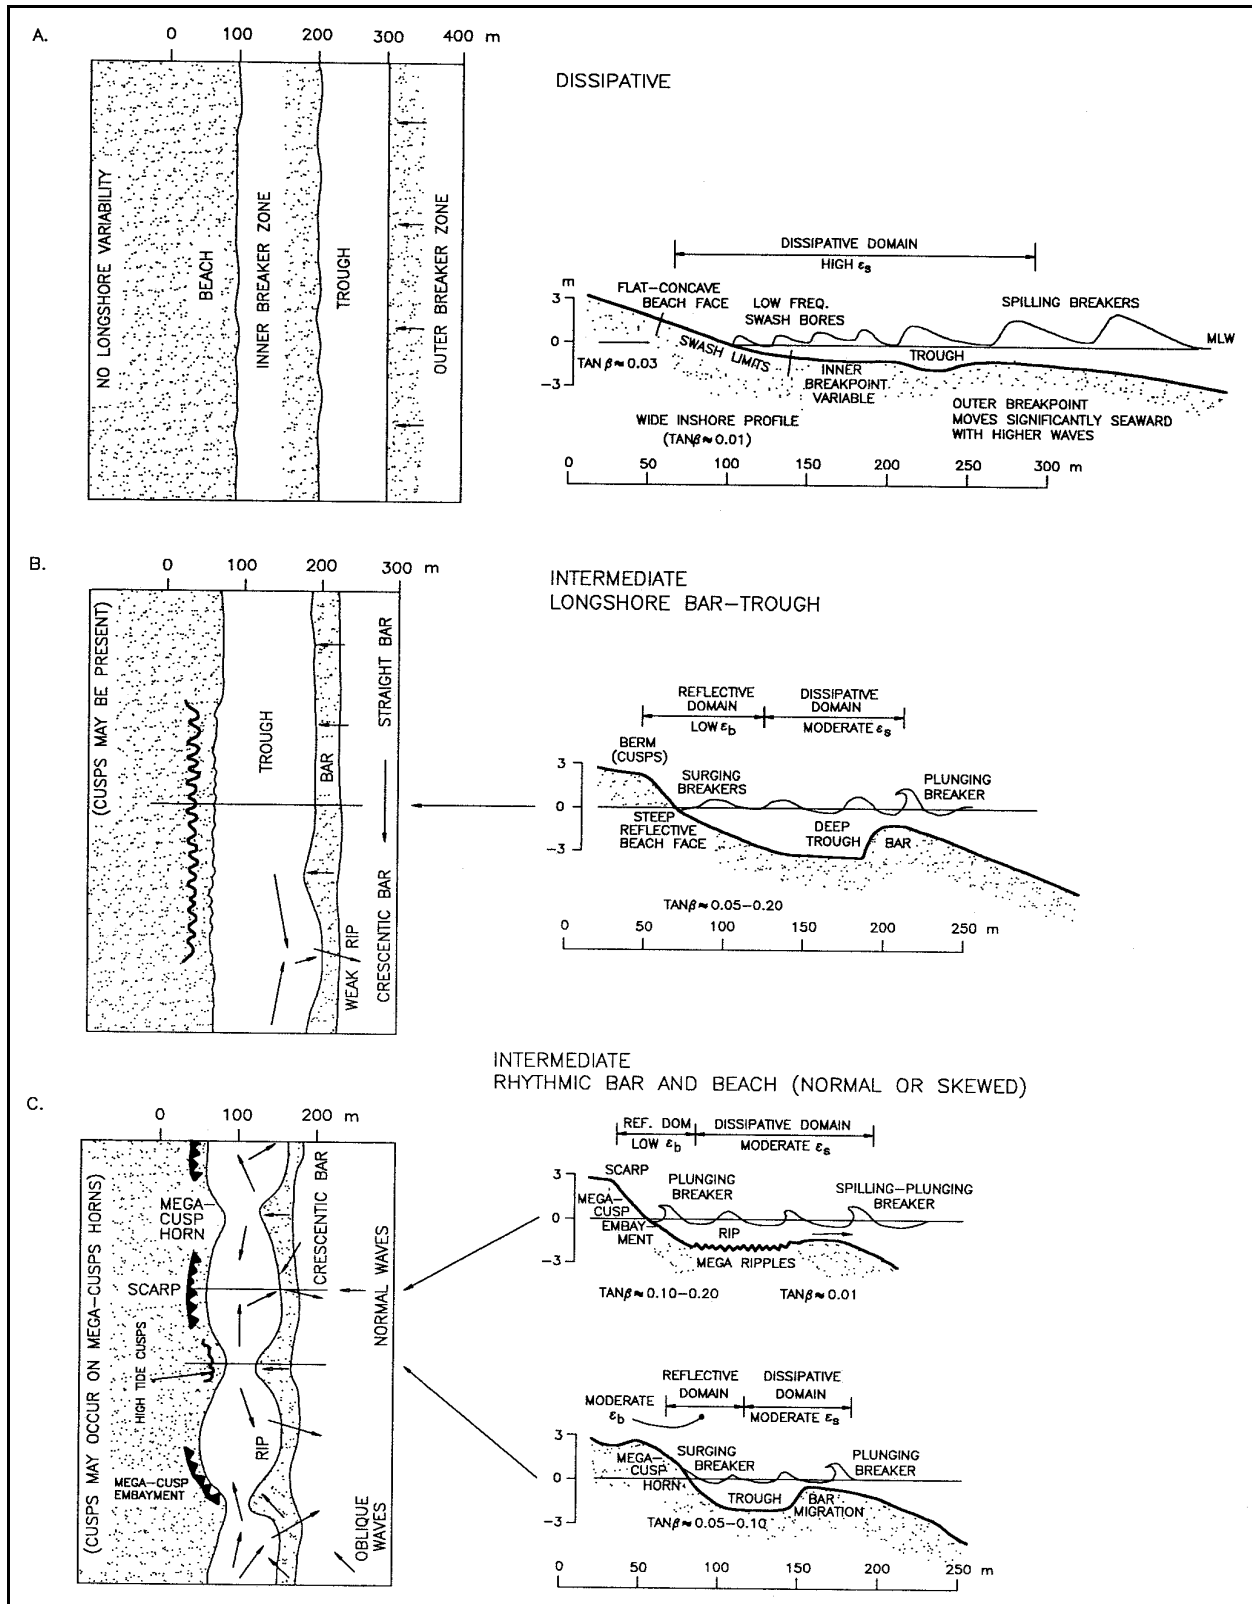 A.
0 100 200 300 400 m
NO LONGSHORE VARIABILITY
BEACH
INNER BREAKER ZONE
TROUGH
OUTER BREAKER ZONE
DISSIPATIVE
DISSIPATIVE DOMAIN
HIGH εs
m
3
0
−3
FLAT−CONCAVE
BEACH FACE
LOW FREQ.
SWASH BORES
SPILLING BREAKERS
MLW
SWASH LIMITS
TROUGH
TAN β≈0.03
INNER
BREAKPOINT
VARIABLE
WIDE INSHORE PROFILE
(TANβ≈0.01)
OUTER BREAKPOINT
MOVES SIGNIFICANTLY SEAWARD
WITH HIGHER WAVES
0 50 100 150 200 250 300 m
B.
0 100 200 300 m
(CUSPS MAY BE PRESENT)
TROUGH
BAR
STRAIGHT BAR
CRESCENTIC BAR
WEAK RIP
INTERMEDIATE
LONGSHORE BAR−TROUGH
REFLECTIVE
DOMAIN
LOW εb
DISSIPATIVE
DOMAIN
MODERATE εs
3
0
−3
BERM
(CUSPS)
SURGING
BREAKERS
PLUNGING
BREAKER
STEEP
REFLECTIVE
BEACH FACE
DEEP
TROUGH
BAR
TANβ≈0.05−0.20
0 50 100 150 200 250 m
C.
0 100 200 m
(CUSPS MAY OCCUR ON MEGA−CUSPS HORNS)
MEGA−
CUSP
HORN
SCARP
HIGH TIDE CUSPS
MEGA−CUSP
EMBAYMENT
RIP
CRESCENTIC BAR
NORMAL WAVES
OBLIQUE
WAVES
INTERMEDIATE
RHYTHMIC BAR AND BEACH (NORMAL OR SKEWED)
REF. DOM
LOW εb
DISSIPATIVE DOMAIN
MODERATE εs
3
0
−3
SCARP
PLUNGING
BREAKER
SPILLING−PLUNGING
BREAKER
MEGA−
CUSP
EMBAY−
MENT
RIP
MEGA RIPPLES
TANβ≈0.10−0.20
TANβ≈0.01
REFLECTIVE
DOMAIN
DISSIPATIVE
DOMAIN
MODERATE εs
MODERATE
εb
3
0
−3
MEGA−
CUSP
HORN
SURGING
BREAKER
PLUNGING
BREAKER
TROUGH
BAR
MIGRATION
TANβ≈0.05−0.10
0 50 100 150 200 250 m